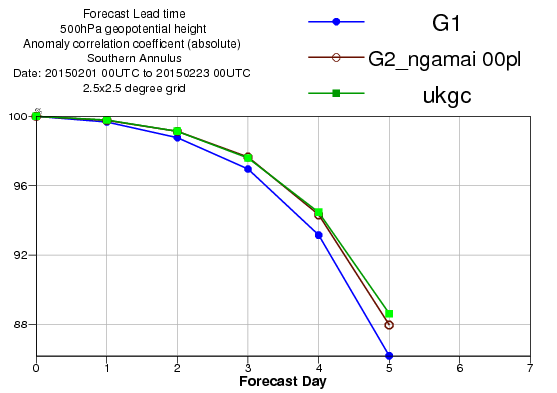 Forecast Lead time
500hPa geopotential height
Anomaly correlation coefficent (absolute)
Southern Annulus
Date: 20150201 00UTC to 20150223 00UTC
2.5x2.5 degree grid
G1
G2_ngamai 00pl
ukgc
%
100
96
92
88
0 1 2 3 4 5 6 7
Forecast Day